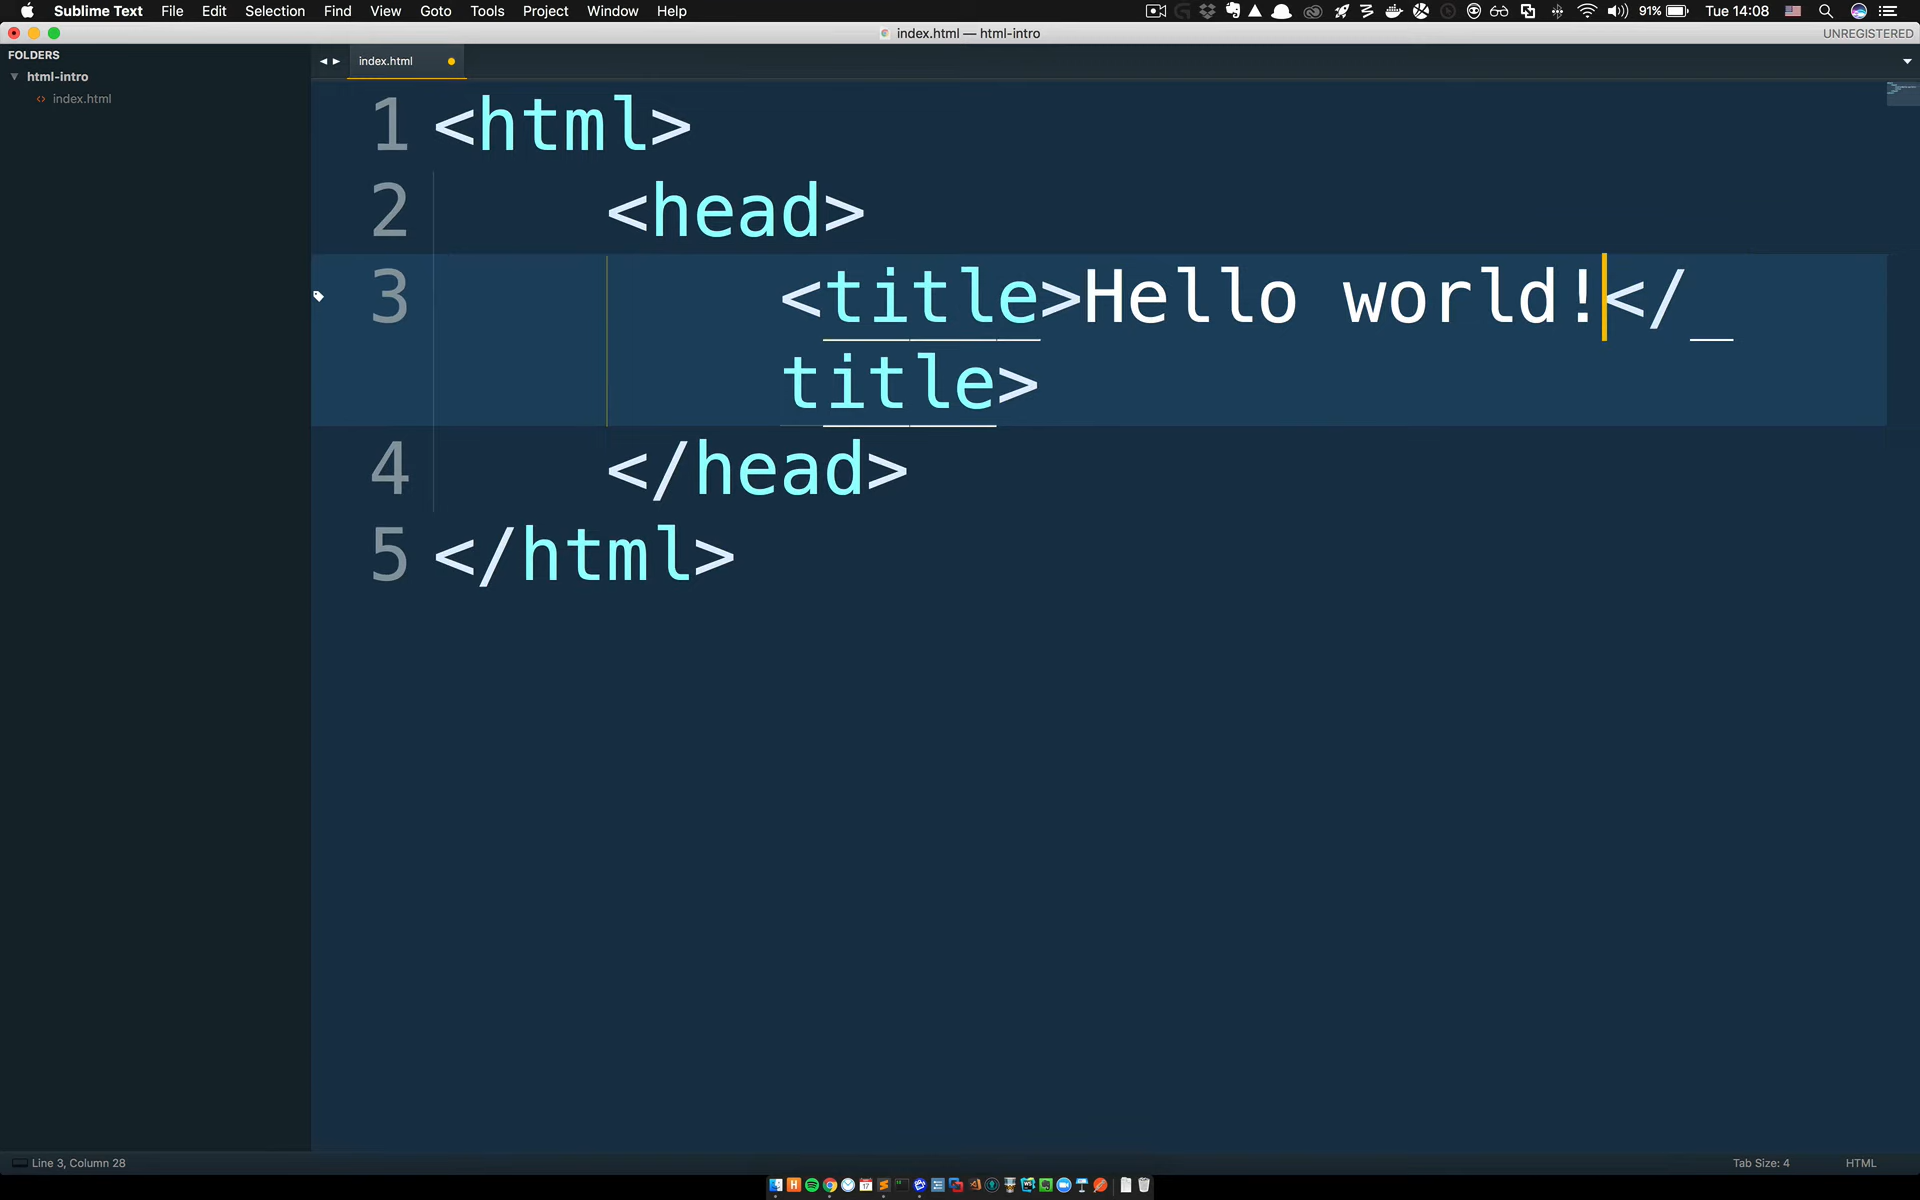 Sublime Text File Edit Selection Find View Goto Tools Project Window Help 91% Tue 14:08
index.html — html-intro UNREGISTERED
FOLDERS
html-intro
index.html
index.html
1 <html>
2 <head>
3 <title>Hello world!</
title>
4 </head>
5 </html>
Line 3, Column 28 Tab Size: 4 HTML